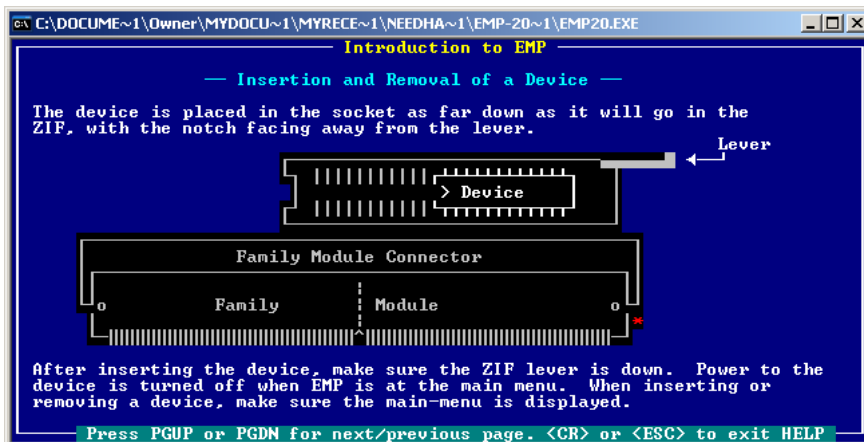 C:\DOCUME~1\Owner\MYDOCU~1\MYRECE~1\NEEDHA~1\EMP-20~1\EMP20.EXE
Introduction to EMP
Insertion and Removal of a Device
The device is placed in the socket as far down as it will go in the
ZIF, with the notch facing away from the lever.
Lever
> Device
Family Module Connector
o Family Module o
*
After inserting the device, make sure the ZIF lever is down. Power to the
device is turned off when EMP is at the main menu. When inserting or
removing a device, make sure the main-menu is displayed.
Press PGUP or PGDN for next/previous page. <CR> or <ESC> to exit HELP